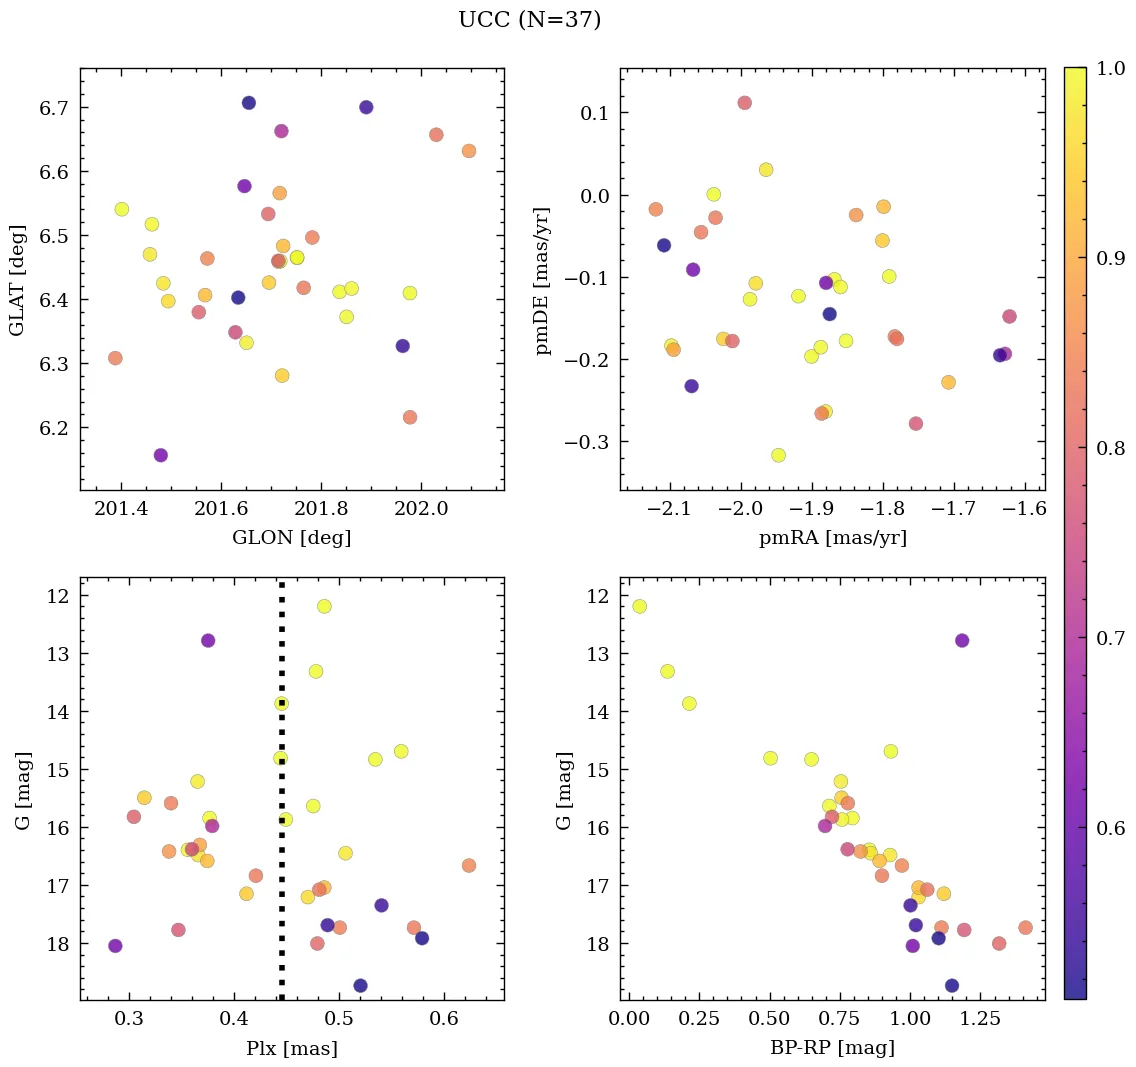 UCC (N=37)
6.7
6.6
6.5
6.4
6.3
6.2
GLAT [deg]
201.4 201.6 201.8 202.0
GLON [deg]
0.1
0.0
−0.1
−0.2
−0.3
pmDE [mas/yr]
−2.1 −2.0 −1.9 −1.8 −1.7 −1.6
pmRA [mas/yr]
1.0
0.9
0.8
0.7
0.6
12
13
14
15
16
17
18
G [mag]
0.3 0.4 0.5 0.6
Plx [mas]
12
13
14
15
16
17
18
G [mag]
0.00 0.25 0.50 0.75 1.00 1.25
BP-RP [mag]